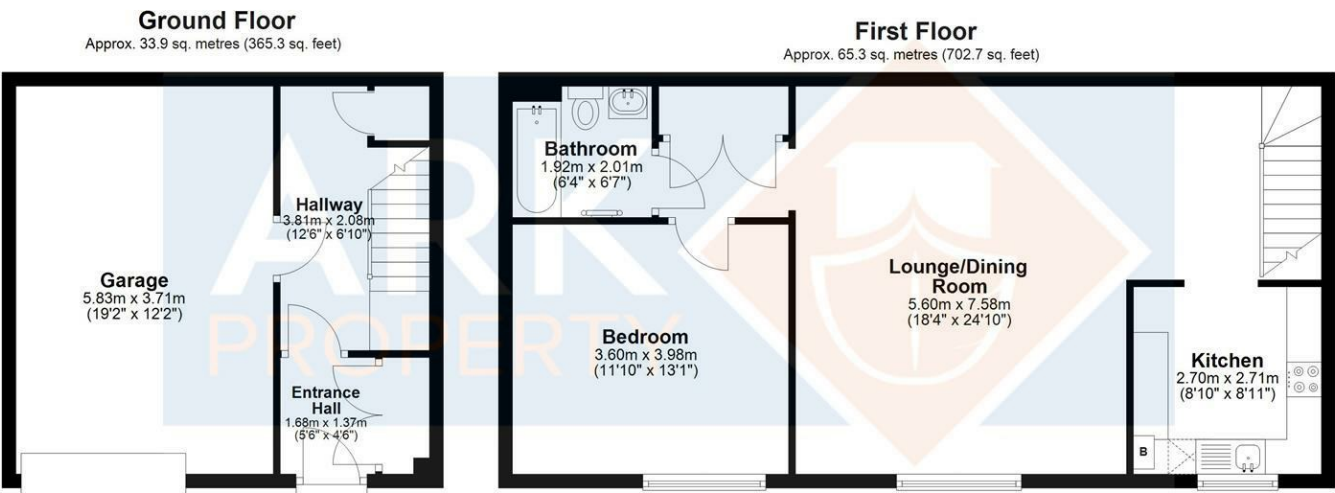 Ground Floor
Approx. 33.9 sq. metres (365.3 sq. feet)
First Floor
Approx. 65.3 sq. metres (702.7 sq. feet)
ARK
PROPERTY
Garage
5.83m x 3.71m
(19'2" x 12'2")
Hallway
3.81m x 2.08m
(12'6" x 6'10")
Entrance
Hall
1.68m x 1.37m
(5'6" x 4'6")
Bathroom
1.92m x 2.01m
(6'4" x 6'7")
Bedroom
3.60m x 3.98m
(11'10" x 13'1")
Lounge/Dining
Room
5.60m x 7.58m
(18'4" x 24'10")
Kitchen
2.70m x 2.71m
(8'10" x 8'11")
B